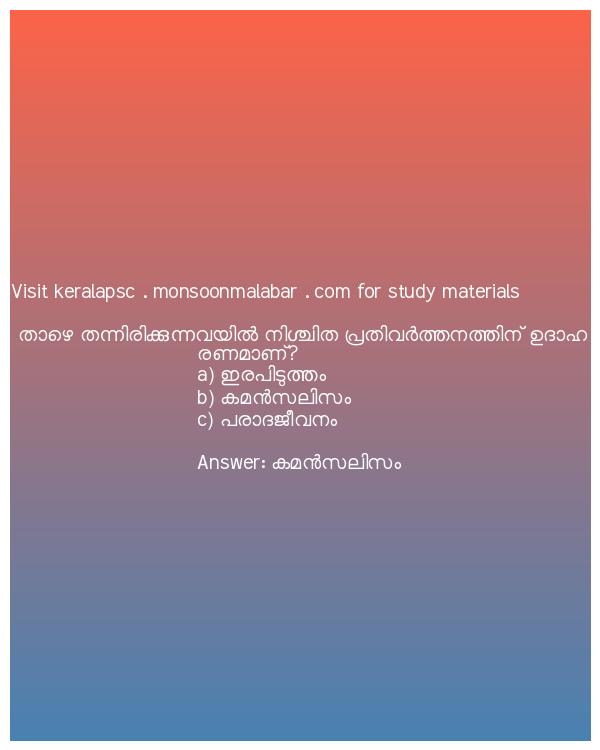 Visit keralapsc . monsoonmalabar . com for study materials
താഴെ തന്നിരിക്കുന്നവയിൽ നിശ്ചിത പ്രതിവർത്തനത്തിന് ഉദാഹ
രണമാണ്?
a) ഇരപിടുത്തം
b) കമൻസലിസം
c) പരാദജീവനം
Answer: കമൻസലിസം